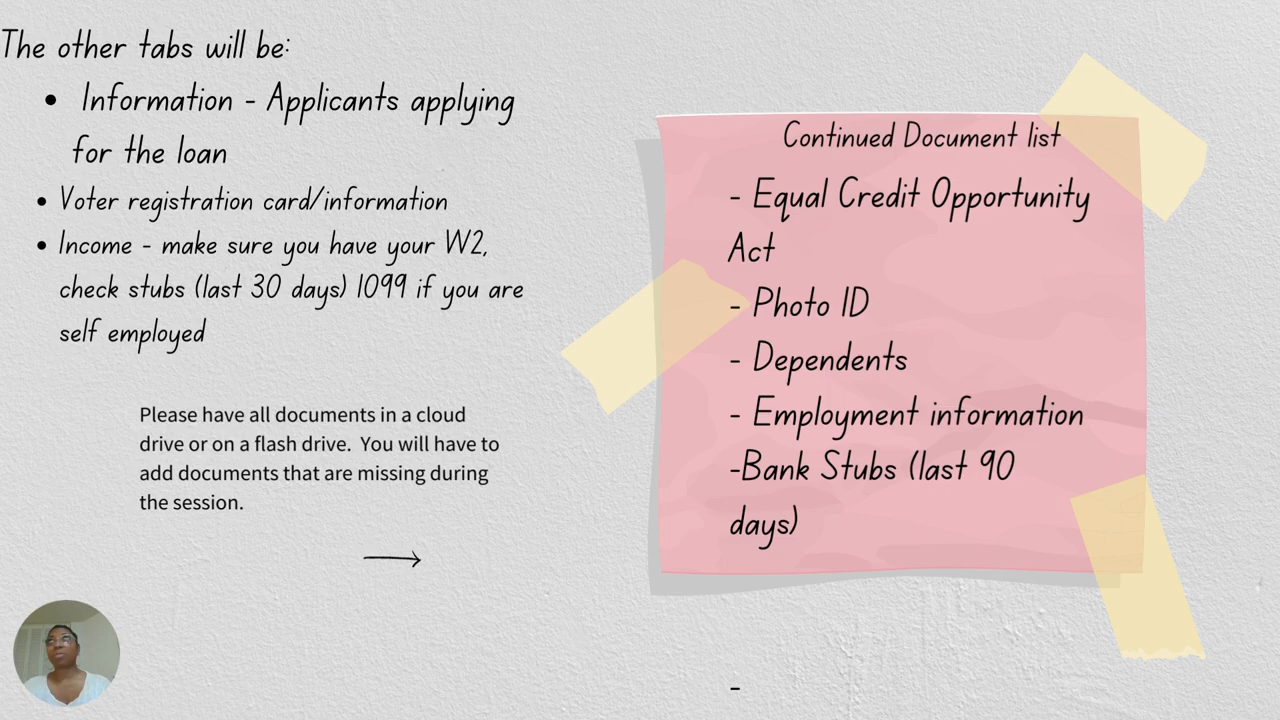 The other tabs will be:
• Information - Applicants applying
for the loan
• Voter registration card/information
• Income - make sure you have your W2,
check stubs (last 30 days) 1099 if you are
self employed
Please have all documents in a cloud
drive or on a flash drive. You will have to
add documents that are missing during
the session.
Continued Document list
- Equal Credit Opportunity
Act
- Photo ID
- Dependents
- Employment information
-Bank Stubs (last 90
days)
-